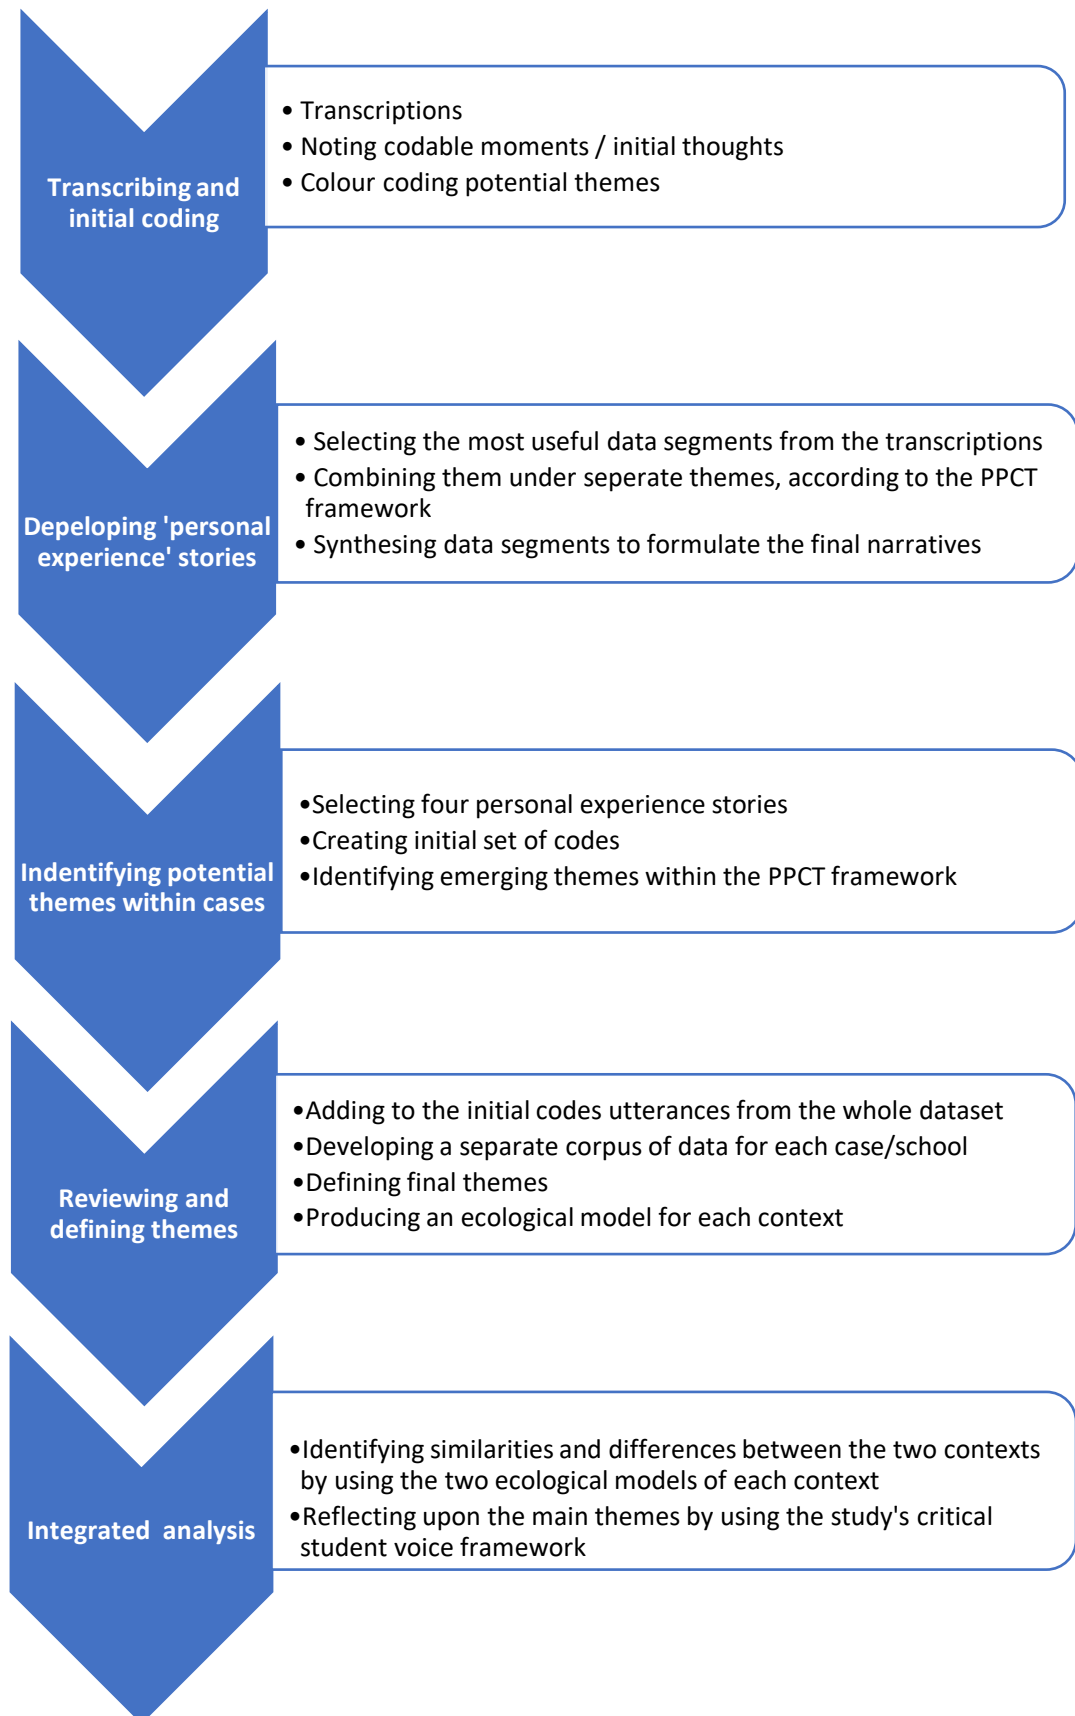 Transcribing and
initial coding
• Transcriptions
• Noting codable moments / initial thoughts
• Colour coding potential themes
Depeloping 'personal
experience' stories
• Selecting the most useful data segments from the transcriptions
• Combining them under seperate themes, according to the PPCT
framework
• Synthesing data segments to formulate the final narratives
Indentifying potential
themes within cases
•Selecting four personal experience stories
•Creating initial set of codes
•Identifying emerging themes within the PPCT framework
Reviewing and
defining themes
•Adding to the initial codes utterances from the whole dataset
•Developing a separate corpus of data for each case/school
•Defining final themes
•Producing an ecological model for each context
Integrated analysis
•Identifying similarities and differences between the two contexts
by using the two ecological models of each context
•Reflecting upon the main themes by using the study's critical
student voice framework